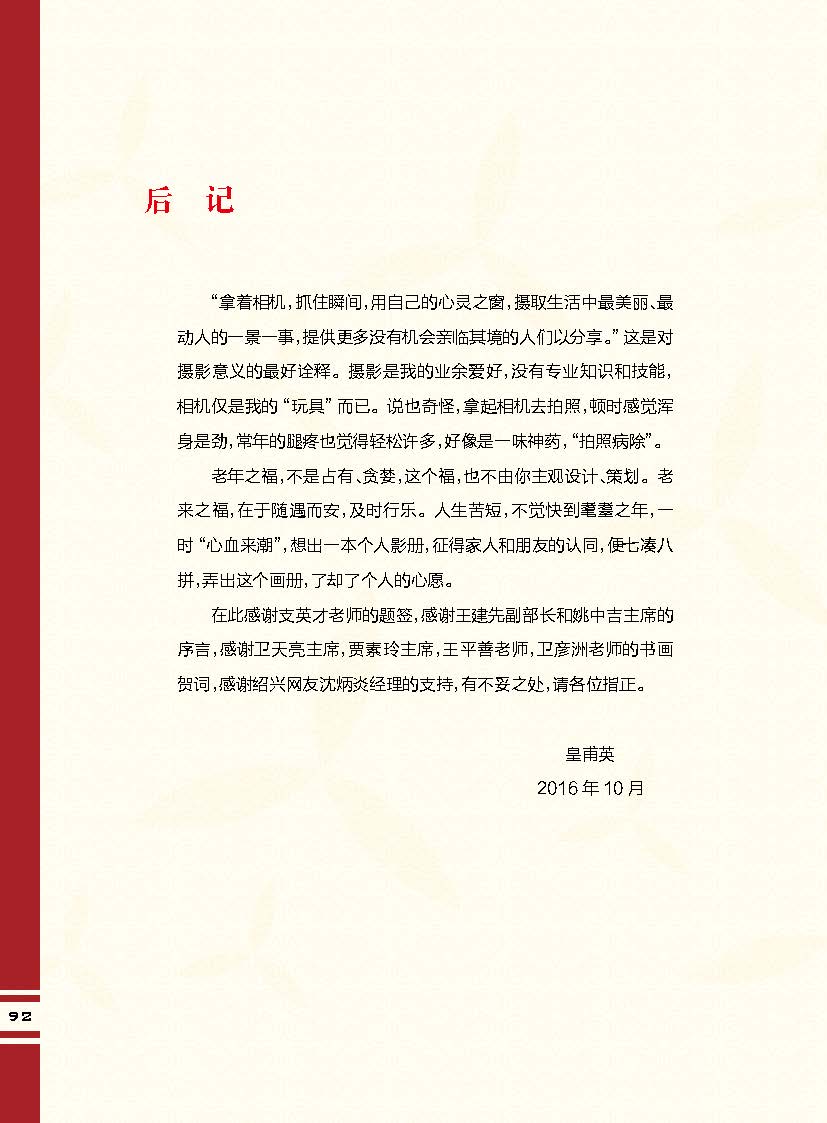 后 记
“拿着相机，抓住瞬间，用自己的心灵之窗，摄取生活中最美丽、最
动人的一景一事，提供更多没有机会亲临其境的人们以分享。”这是对
摄影意义的最好诠释。摄影是我的业余爱好，没有专业知识和技能，
相机仅是我的“玩具”而已。说也奇怪，拿起相机去拍照，顿时感觉浑
身是劲，常年的腿疼也觉得轻松许多，好像是一味神药，“拍照病除”。
老年之福，不是占有、贪婪，这个福，也不由你主观设计、策划。老
来之福，在于随遇而安，及时行乐。人生苦短，不觉快到耄耋之年，一
时“心血来潮”，想出一本个人影册，征得家人和朋友的认同，便七凑八
拼，弄出这个画册，了却了个人的心愿。
在此感谢支英才老师的题签，感谢王建先副部长和姚中吉主席的
序言，感谢卫天亮主席，贾素玲主席，王平善老师，卫彦洲老师的书画
贺词，感谢绍兴网友沈炳炎经理的支持，有不妥之处，请各位指正。
皇甫英
2016 年 10 月
92